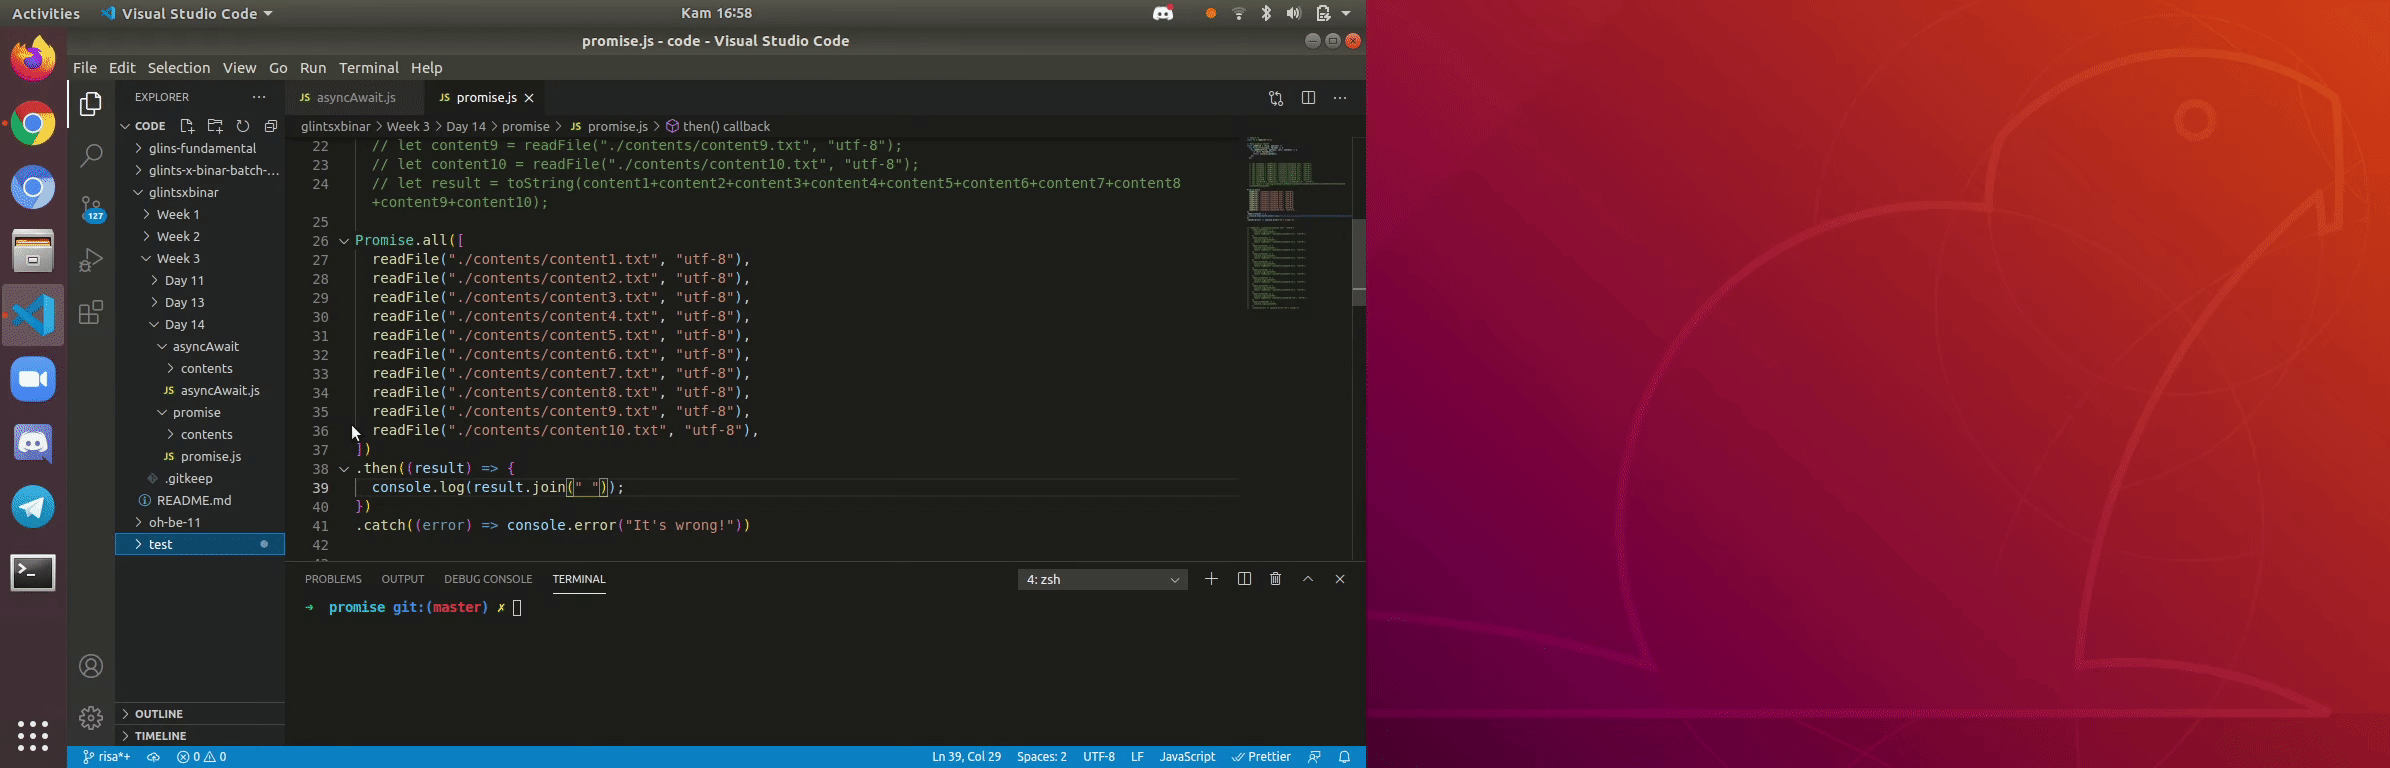 Activities Visual Studio Code Kam 16:58
promise.js - code - Visual Studio Code
File Edit Selection View Go Run Terminal Help
EXPLORER
CODE
glins-fundamental
glints-x-binar-batch-...
glintsxbinar
Week 1
Week 2
Week 3
Day 11
Day 13
Day 14
asyncAwait
contents
JS asyncAwait.js
promise
contents
JS promise.js
.gitkeep
README.md
oh-be-11
test
OUTLINE
TIMELINE
127
JS asyncAwait.js JS promise.js
glintsxbinar > Week 3 > Day 14 > promise > JS promise.js > then() callback
22 // let content9 = readFile("./contents/content9.txt", "utf-8");
23 // let content10 = readFile("./contents/content10.txt", "utf-8");
24 // let result = toString(content1+content2+content3+content4+content5+content6+content7+content8
+content9+content10);
25
26 Promise.all([
27 readFile("./contents/content1.txt", "utf-8"),
28 readFile("./contents/content2.txt", "utf-8"),
29 readFile("./contents/content3.txt", "utf-8"),
30 readFile("./contents/content4.txt", "utf-8"),
31 readFile("./contents/content5.txt", "utf-8"),
32 readFile("./contents/content6.txt", "utf-8"),
33 readFile("./contents/content7.txt", "utf-8"),
34 readFile("./contents/content8.txt", "utf-8"),
35 readFile("./contents/content9.txt", "utf-8"),
36 readFile("./contents/content10.txt", "utf-8"),
37 ])
38 .then((result) => {
39 console.log(result.join(" "));
40 })
41 .catch((error) => console.error("It's wrong!"))
42
PROBLEMS OUTPUT DEBUG CONSOLE TERMINAL 4: zsh
→ promise git:(master) ✗
risa*+ 0 0 Ln 39, Col 29 Spaces: 2 UTF-8 LF JavaScript Prettier